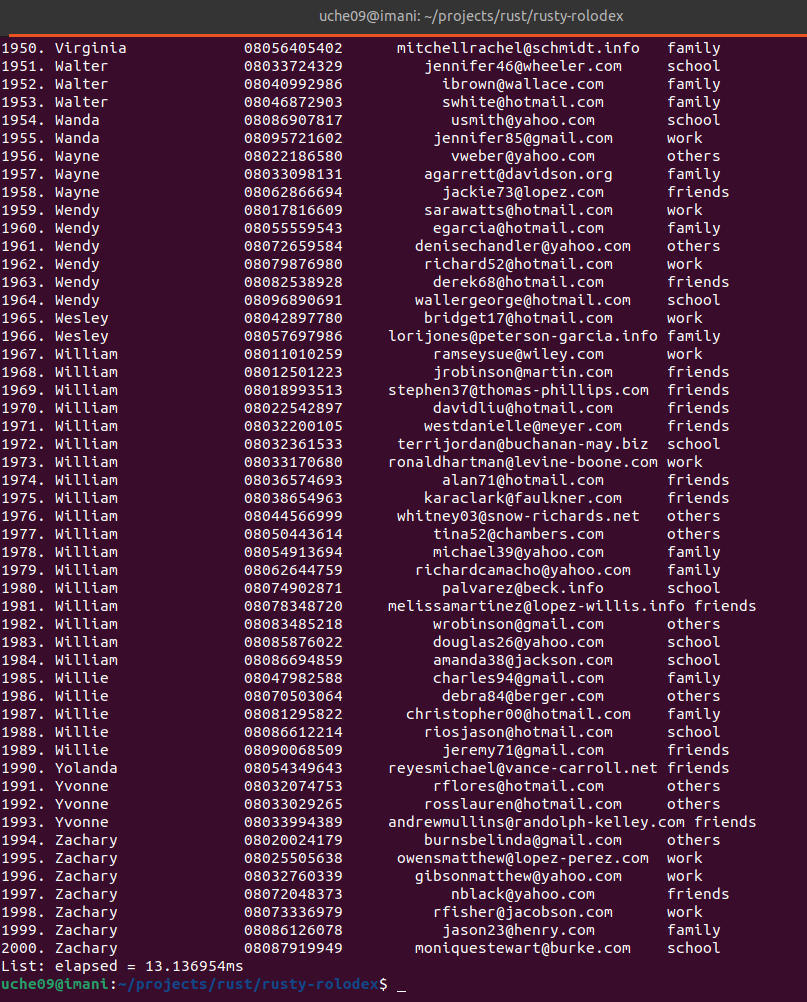 uche09@imani: ~/projects/rust/rusty-rolodex
1950. Virginia 08056405402 mitchellrachel@schmidt.info family
1951. Walter 08033724329 jennifer46@wheeler.com school
1952. Walter 08040992986 ibrown@wallace.com family
1953. Walter 08046872903 swhite@hotmail.com family
1954. Wanda 08086907817 usmith@yahoo.com school
1955. Wanda 08095721602 jennifer85@gmail.com work
1956. Wayne 08022186580 vweber@yahoo.com others
1957. Wayne 08033098131 agarrett@davidson.org family
1958. Wayne 08062866694 jackie73@lopez.com friends
1959. Wendy 08017816609 sarawatts@hotmail.com work
1960. Wendy 08055559543 egarcia@hotmail.com family
1961. Wendy 08072659584 denisechandler@yahoo.com others
1962. Wendy 08079876980 richard52@hotmail.com work
1963. Wendy 08082538928 derek68@hotmail.com friends
1964. Wendy 08096890691 wallergeorge@hotmail.com school
1965. Wesley 08042897780 bridget17@hotmail.com work
1966. Wesley 08057697986 lorijones@peterson-garcia.info family
1967. William 08011010259 ramseysue@wiley.com work
1968. William 08012501223 jrobinson@martin.com friends
1969. William 08018993513 stephen37@thomas-phillips.com friends
1970. William 08022542897 davidliu@hotmail.com friends
1971. William 08032200105 westdanielle@meyer.com friends
1972. William 08032361533 terrijordan@buchanan-may.biz school
1973. William 08033170680 ronaldhartman@levine-boone.com work
1974. William 08036574693 alan71@hotmail.com friends
1975. William 08038654963 karaclark@faulkner.com friends
1976. William 08044566999 whitney03@snow-richards.net others
1977. William 08050443614 tina52@chambers.com others
1978. William 08054913694 michael39@yahoo.com family
1979. William 08062644759 richardcamacho@yahoo.com family
1980. William 08074902871 palvarez@beck.info school
1981. William 08078348720 melissamartinez@lopez-willis.info friends
1982. William 08083485218 wrobinson@gmail.com others
1983. William 08085876022 douglas26@yahoo.com school
1984. William 08086694859 amanda38@jackson.com school
1985. Willie 08047982588 charles94@gmail.com family
1986. Willie 08070503064 debra84@berger.com others
1987. Willie 08081295822 christopher00@hotmail.com family
1988. Willie 08086612214 riosjason@hotmail.com school
1989. Willie 08090068509 jeremy71@gmail.com friends
1990. Yolanda 08054349643 reyesmichael@vance-carroll.net friends
1991. Yvonne 08032074753 rflores@hotmail.com others
1992. Yvonne 08033029265 rosslauren@hotmail.com others
1993. Yvonne 08033994389 andrewmullins@randolph-kelley.com friends
1994. Zachary 08020024179 burnsbelinda@gmail.com others
1995. Zachary 08025505638 owensmatthew@lopez-perez.com work
1996. Zachary 08032760339 gibsonmatthew@yahoo.com work
1997. Zachary 08072048373 nblack@yahoo.com friends
1998. Zachary 08073336979 rfisher@jacobson.com work
1999. Zachary 08086126078 jason23@henry.com family
2000. Zachary 08087919949 moniquestewart@burke.com school
List: elapsed = 13.136954ms
uche09@imani:~/projects/rust/rusty-rolodex$ _